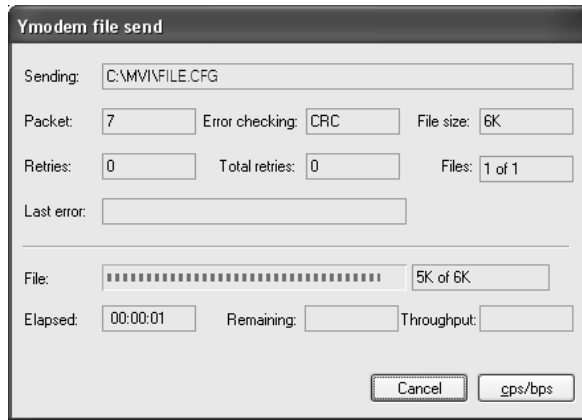 Ymodem file send
Sending: C:\MVI\FILE.CFG
Packet: 7 Error checking: CRC File size: 6K
Retries: 0 Total retries: 0 Files: 1 of 1
Last error:
File: 5K of 6K
Elapsed: 00:00:01 Remaining: Throughput:
Cancel cps/bps